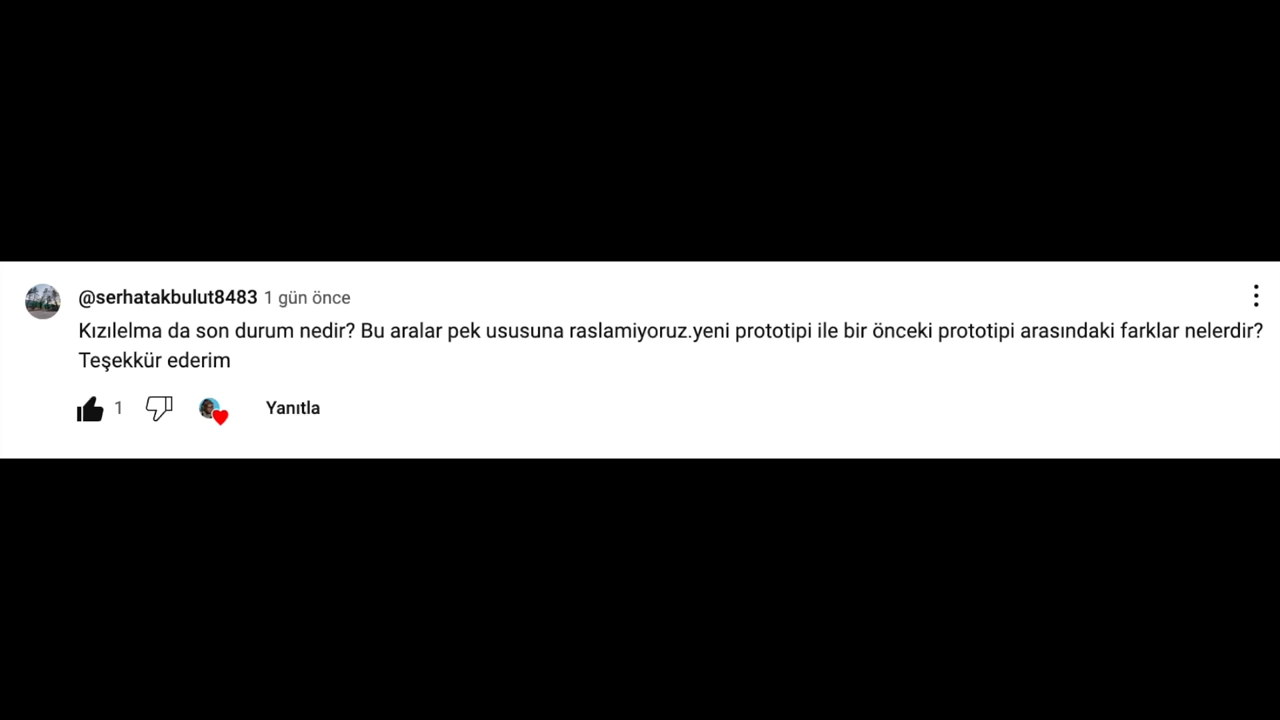 @serhatakbulut8483 1 gün önce
Kızılelma da son durum nedir? Bu aralar pek ususuna raslamiyoruz.yeni prototipi ile bir önceki prototipi arasındaki farklar nelerdir?
Teşekkür ederim
1 Yanıtla